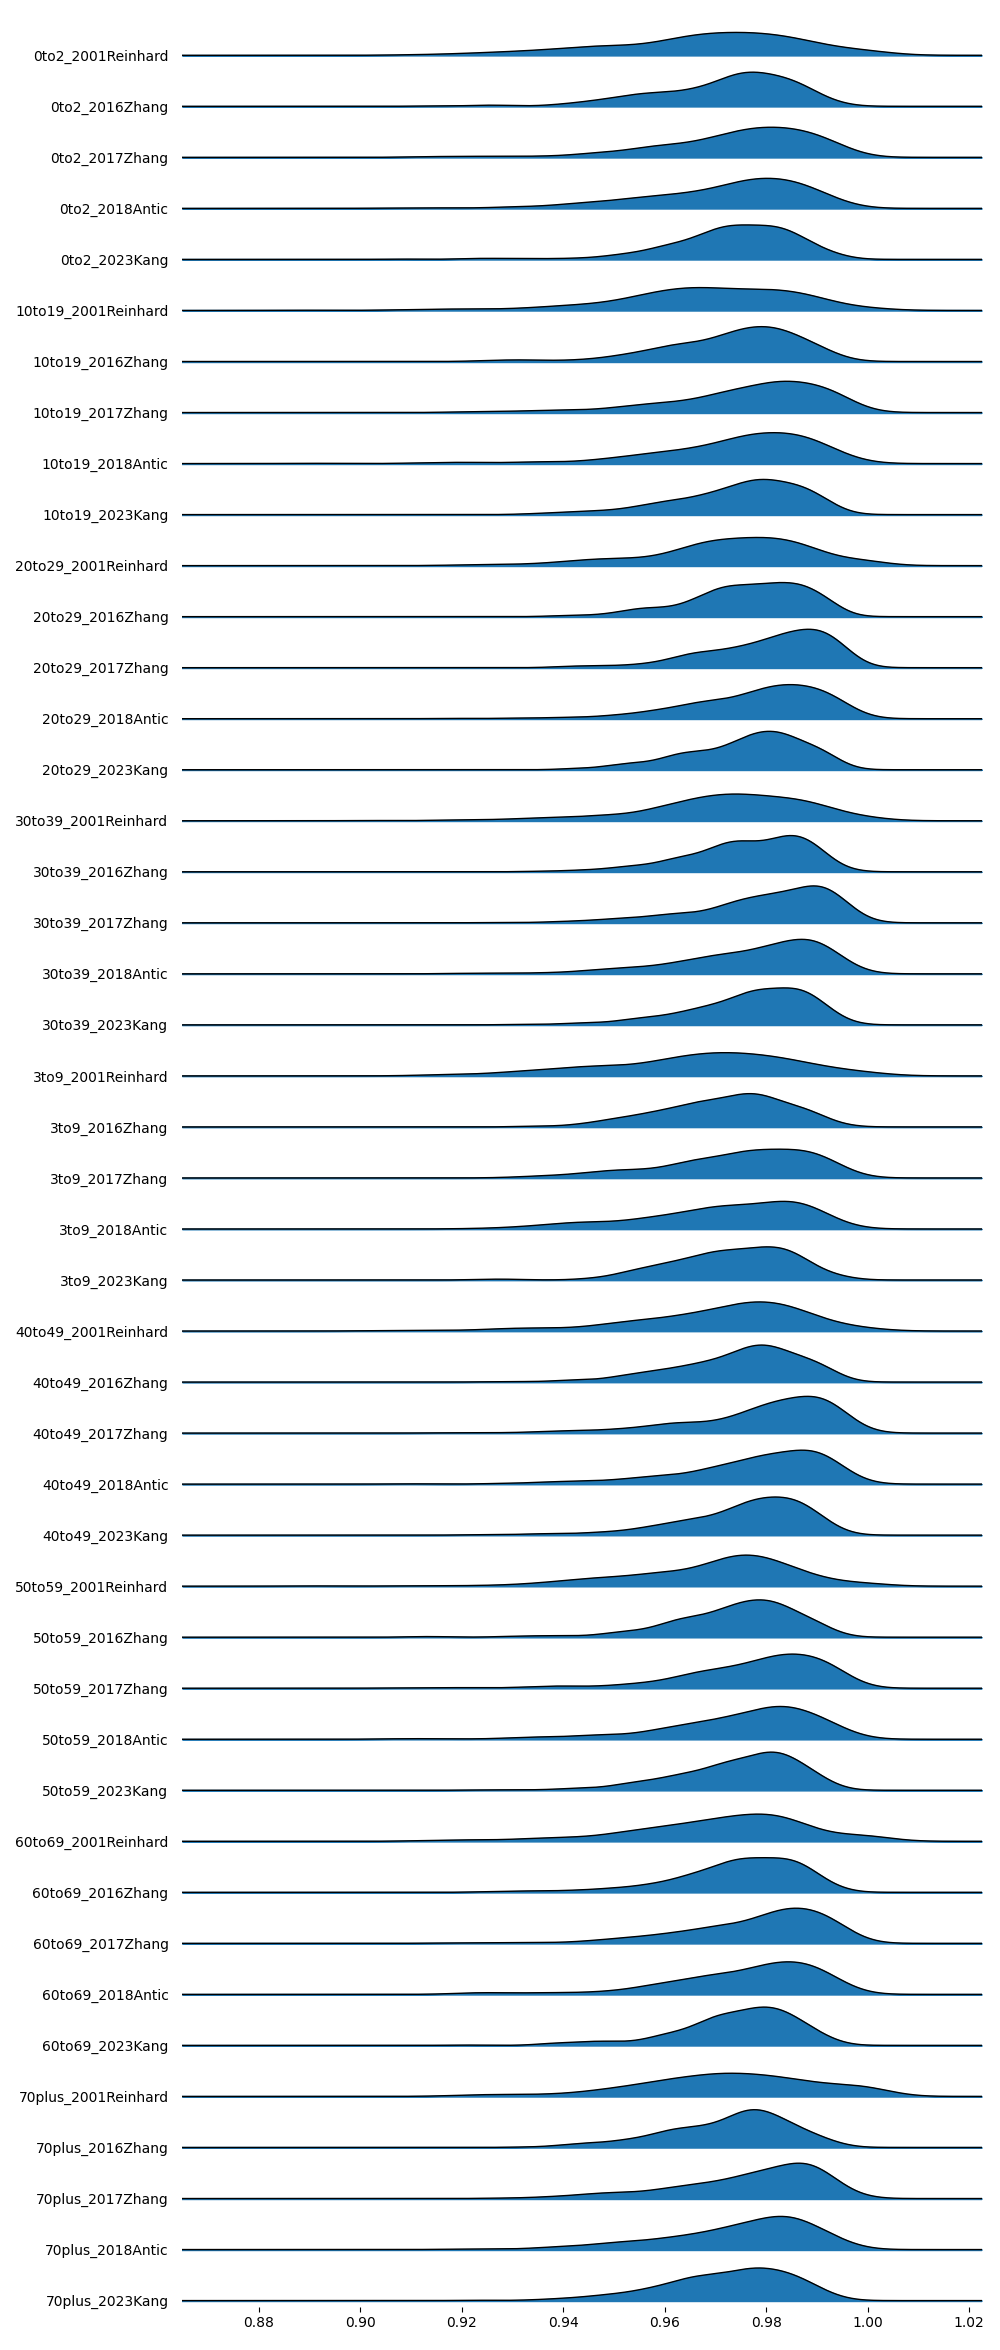 0to2_2001Reinhard
0to2_2016Zhang
0to2_2017Zhang
0to2_2018Antic
0to2_2023Kang
10to19_2001Reinhard
10to19_2016Zhang
10to19_2017Zhang
10to19_2018Antic
10to19_2023Kang
20to29_2001Reinhard
20to29_2016Zhang
20to29_2017Zhang
20to29_2018Antic
20to29_2023Kang
30to39_2001Reinhard
30to39_2016Zhang
30to39_2017Zhang
30to39_2018Antic
30to39_2023Kang
3to9_2001Reinhard
3to9_2016Zhang
3to9_2017Zhang
3to9_2018Antic
3to9_2023Kang
40to49_2001Reinhard
40to49_2016Zhang
40to49_2017Zhang
40to49_2018Antic
40to49_2023Kang
50to59_2001Reinhard
50to59_2016Zhang
50to59_2017Zhang
50to59_2018Antic
50to59_2023Kang
60to69_2001Reinhard
60to69_2016Zhang
60to69_2017Zhang
60to69_2018Antic
60to69_2023Kang
70plus_2001Reinhard
70plus_2016Zhang
70plus_2017Zhang
70plus_2018Antic
70plus_2023Kang
0.88 0.90 0.92 0.94 0.96 0.98 1.00 1.02